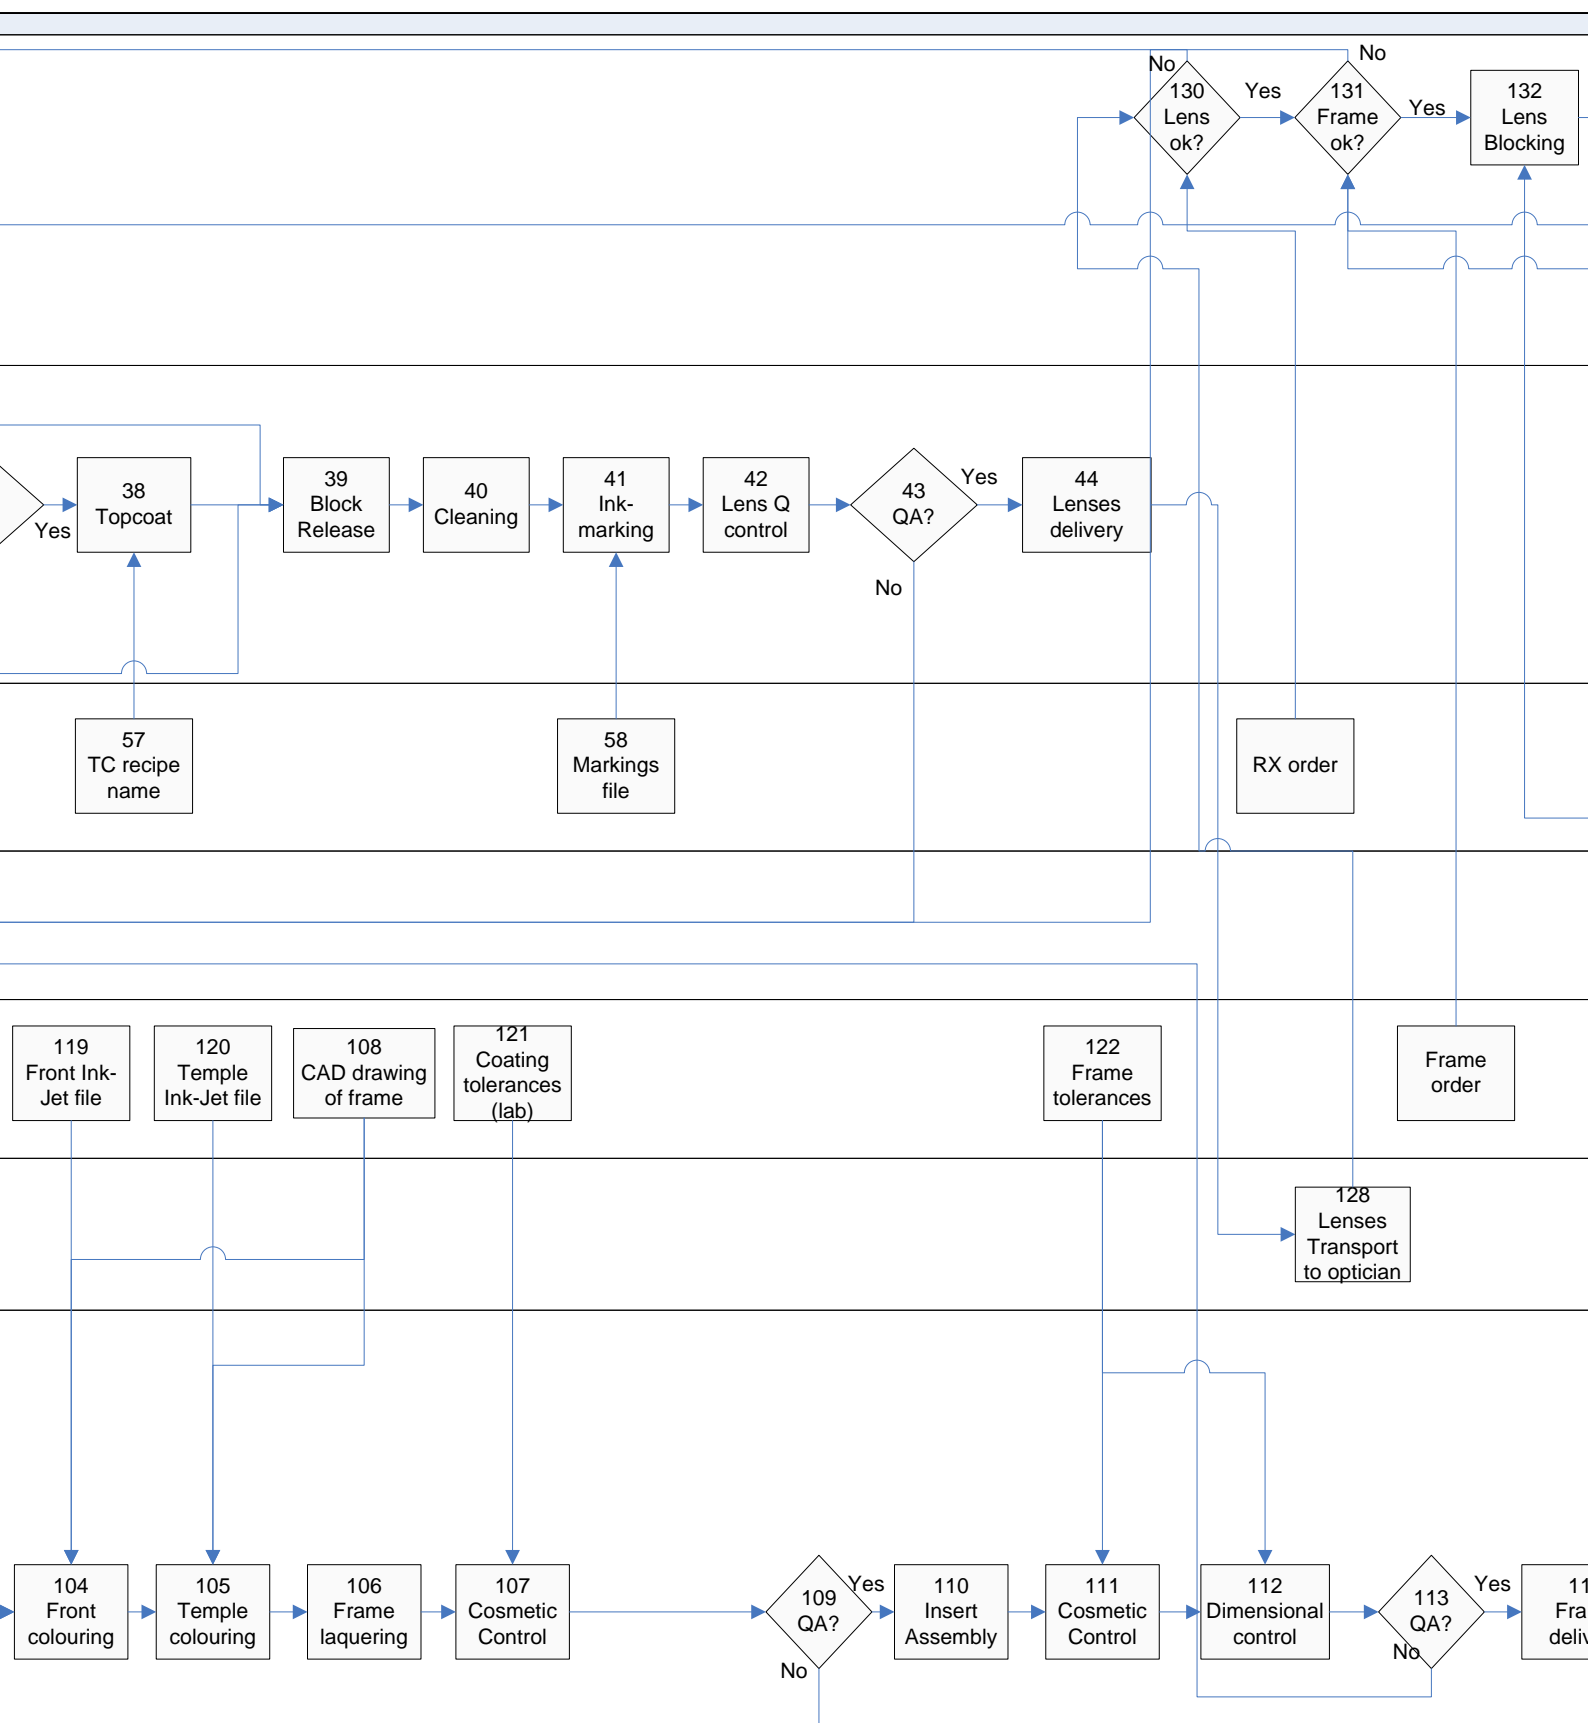 No
No
130
Lens
ok?
Yes
131
Frame
ok?
Yes
132
Lens
Blocking
Yes
38
Topcoat
39
Block
Release
40
Cleaning
41
Ink-
marking
42
Lens Q
control
43
QA?
Yes
No
44
Lenses
delivery
57
TC recipe
name
58
Markings
file
RX order
119
Front Ink-
Jet file
120
Temple
Ink-Jet file
108
CAD drawing
of frame
121
Coating
tolerances
(lab)
122
Frame
tolerances
Frame
order
128
Lenses
Transport
to optician
104
Front
colouring
105
Temple
colouring
106
Frame
laquering
107
Cosmetic
Control
109
QA?
Yes
No
110
Insert
Assembly
111
Cosmetic
Control
112
Dimensional
control
113
QA?
Yes
No
11
Fra
deliv